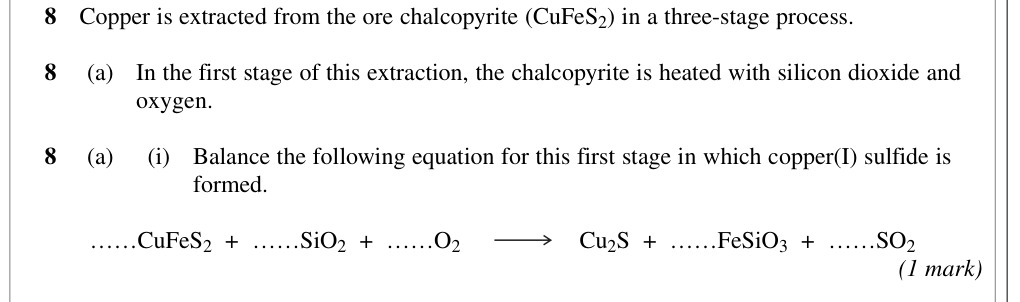 8 Copper is extracted from the ore chalcopyrite (CuFeS₂) in a three-stage process.
8 (a) In the first stage of this extraction, the chalcopyrite is heated with silicon dioxide and
oxygen.
8 (a) (i) Balance the following equation for this first stage in which copper(I) sulfide is
formed.
......CuFeS₂ + ......SiO₂ + ......O₂ ⟶ Cu₂S + ......FeSiO₃ + ......SO₂
(1 mark)